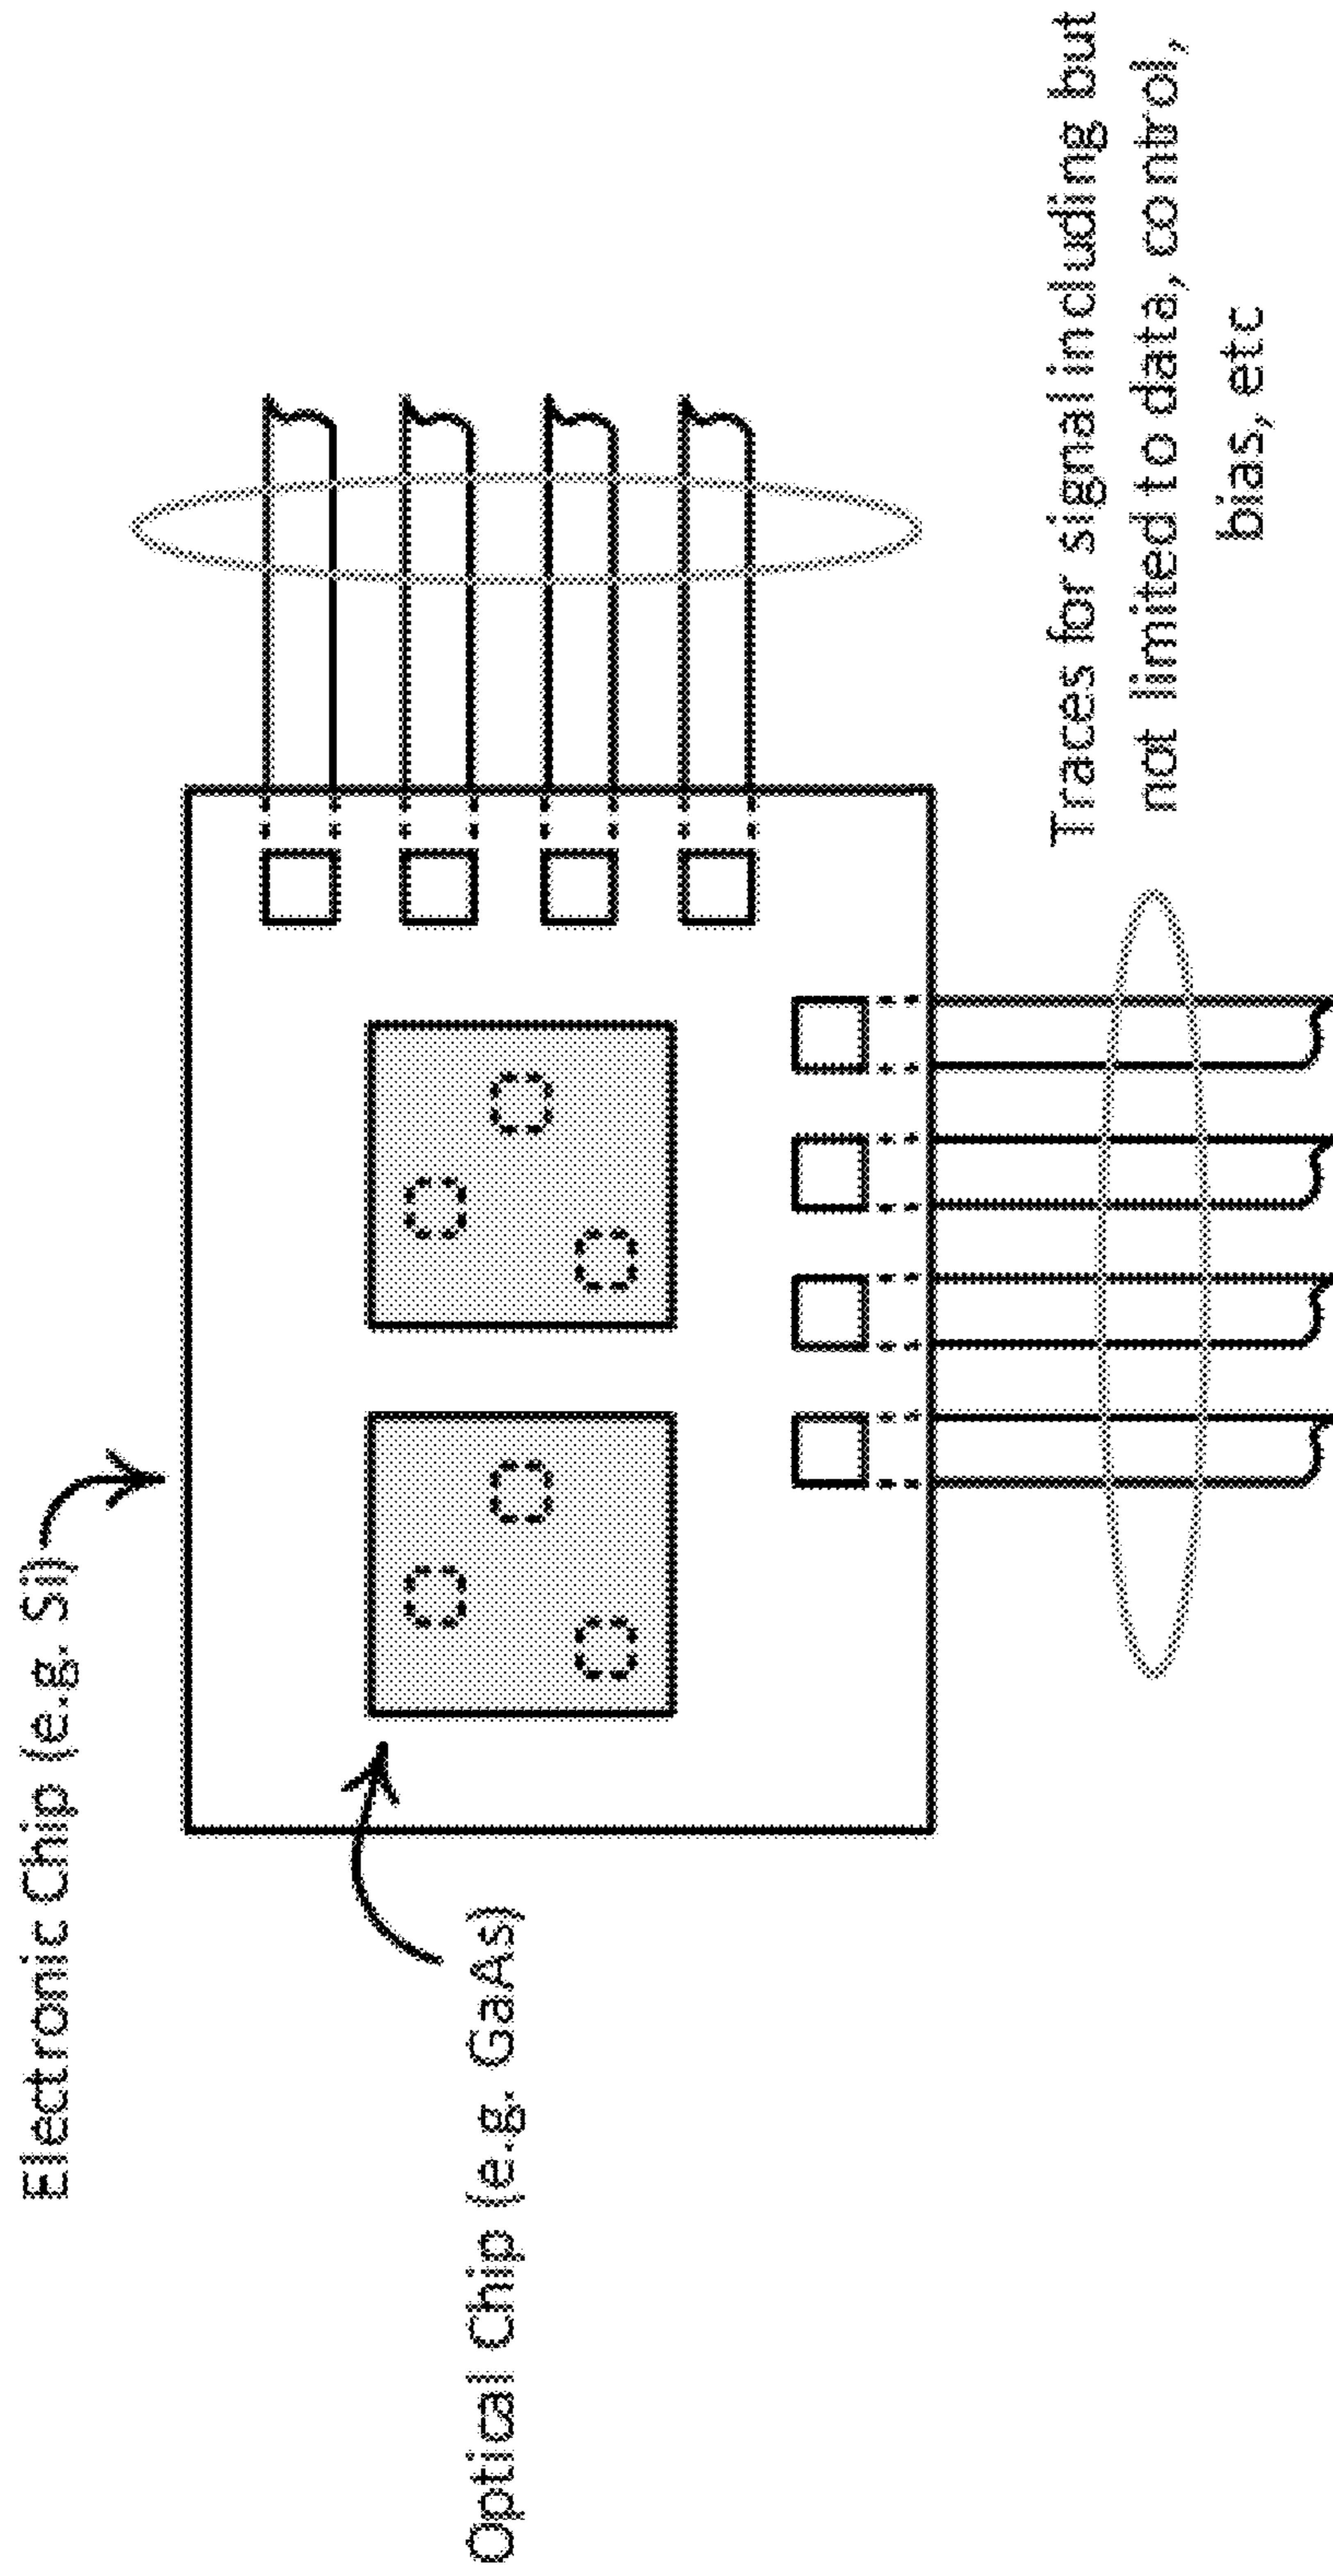 Electronic Chip (e.g. Si)
Optical Chip (e.g. GaAs)
Traces for signal including but
not limited to data, control,
bias, etc